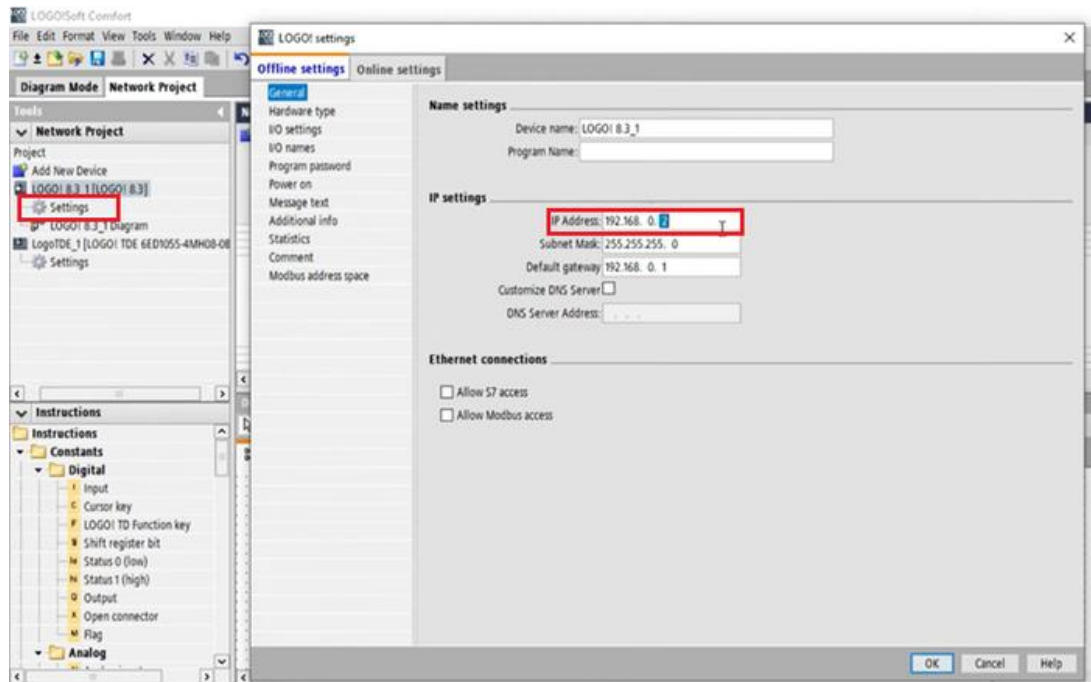 LOGO!Soft Comfort
File Edit Format View Tools Window Help
Diagram Mode Network Project
Tools
Network Project
Project
Add New Device
LOGO! 8.3_1 [LOGO! 8.3]
Settings
LOGO! 8.3_1 Diagram
LogoTDE_1 [LOGO! TDE 6ED1055-4MH08-0B
Settings
Instructions
Instructions
Constants
Digital
I Input
C Cursor key
F LOGO! TD Function key
S Shift register bit
lo Status 0 (low)
hi Status 1 (high)
Q Output
X Open connector
M Flag
Analog
LOGO! settings
Offline settings Online settings
General
Hardware type
I/O settings
I/O names
Program password
Power on
Message text
Additional info
Statistics
Comment
Modbus address space
Name settings
Device name: LOGO! 8.3_1
Program Name:
IP settings
IP Address: 192.168. 0. 2
Subnet Mask: 255.255.255. 0
Default gateway 192.168. 0. 1
Customize DNS Server
DNS Server Address: . . .
Ethernet connections
Allow S7 access
Allow Modbus access
OK Cancel Help